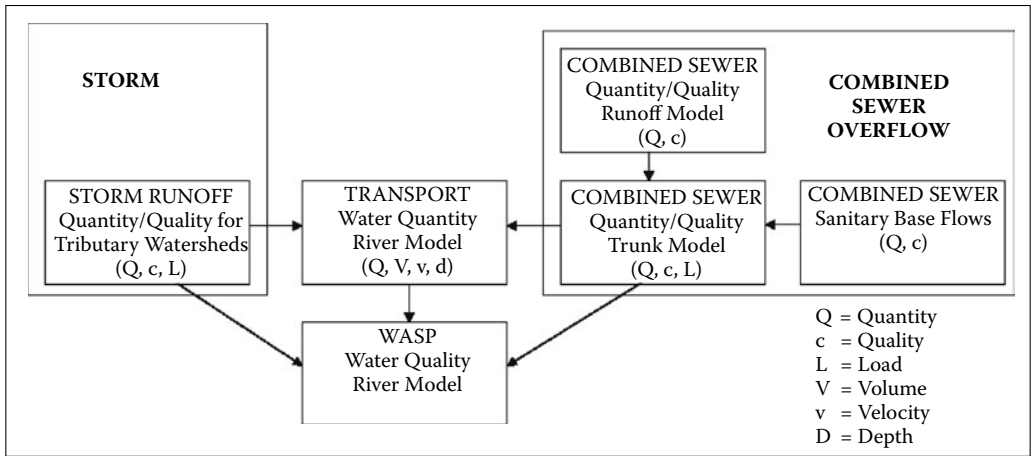 STORM
STORM RUNOFF
Quantity/Quality for
Tributary Watersheds
(Q, c, L)
TRANSPORT
Water Quantity
River Model
(Q, V, v, d)
WASP
Water Quality
River Model
COMBINED SEWER
Quantity/Quality
Runoff Model
(Q, c)
COMBINED
SEWER
OVERFLOW
COMBINED SEWER
Quantity/Quality
Trunk Model
(Q, c, L)
COMBINED SEWER
Sanitary Base Flows
(Q, c)
Q = Quantity
c = Quality
L = Load
V = Volume
v = Velocity
D = Depth